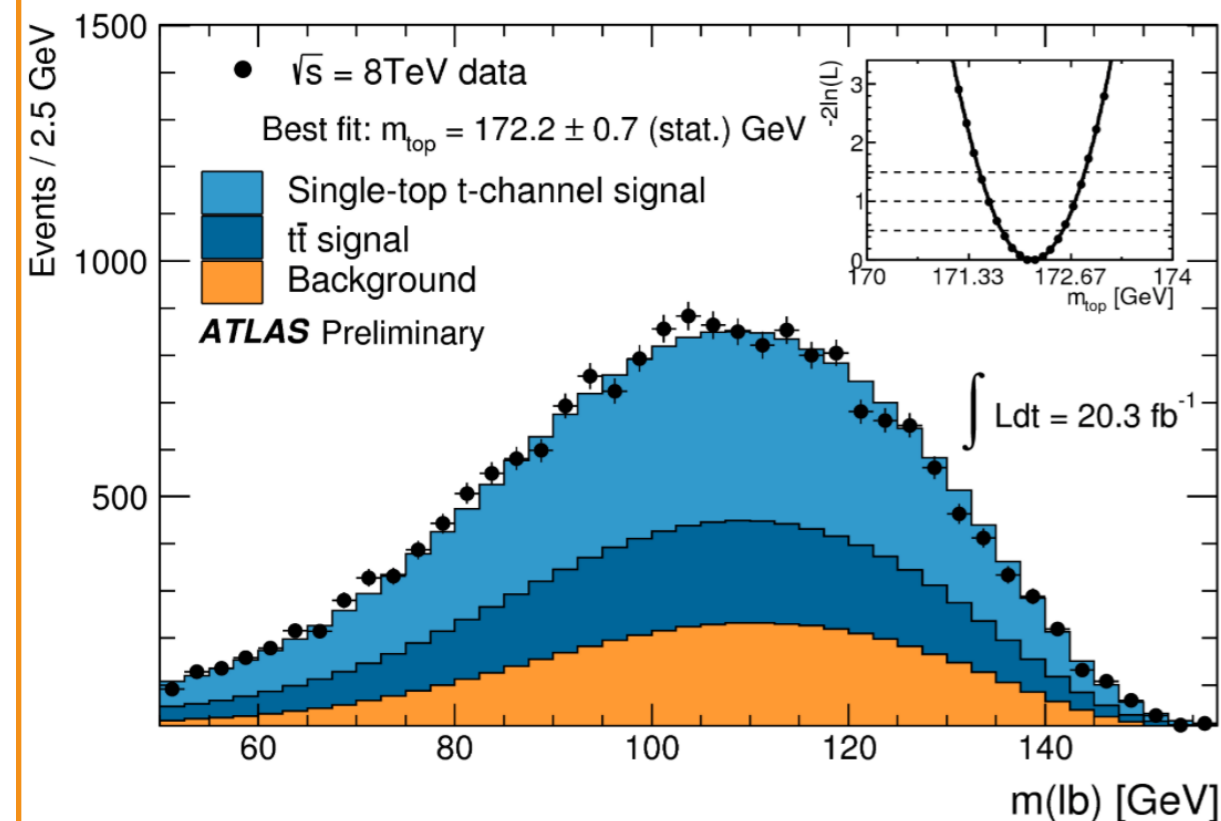 Events / 2.5 GeV
1500
1000
500
√s = 8TeV data
Best fit: m_top = 172.2 ± 0.7 (stat.) GeV
Single-top t-channel signal
tt̄ signal
Background
ATLAS Preliminary
-2ln(L)
3
2
1
0
170 171.33 172.67 174
m_top [GeV]
∫ Ldt = 20.3 fb⁻¹
60 80 100 120 140
m(lb) [GeV]